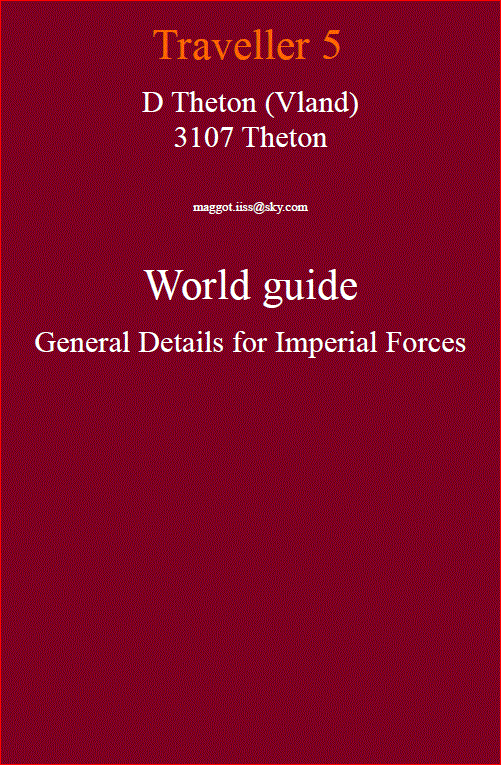 Traveller 5
D Theton (Vland)
3107 Theton
maggot.iiss@sky.com
World guide
General Details for Imperial Forces